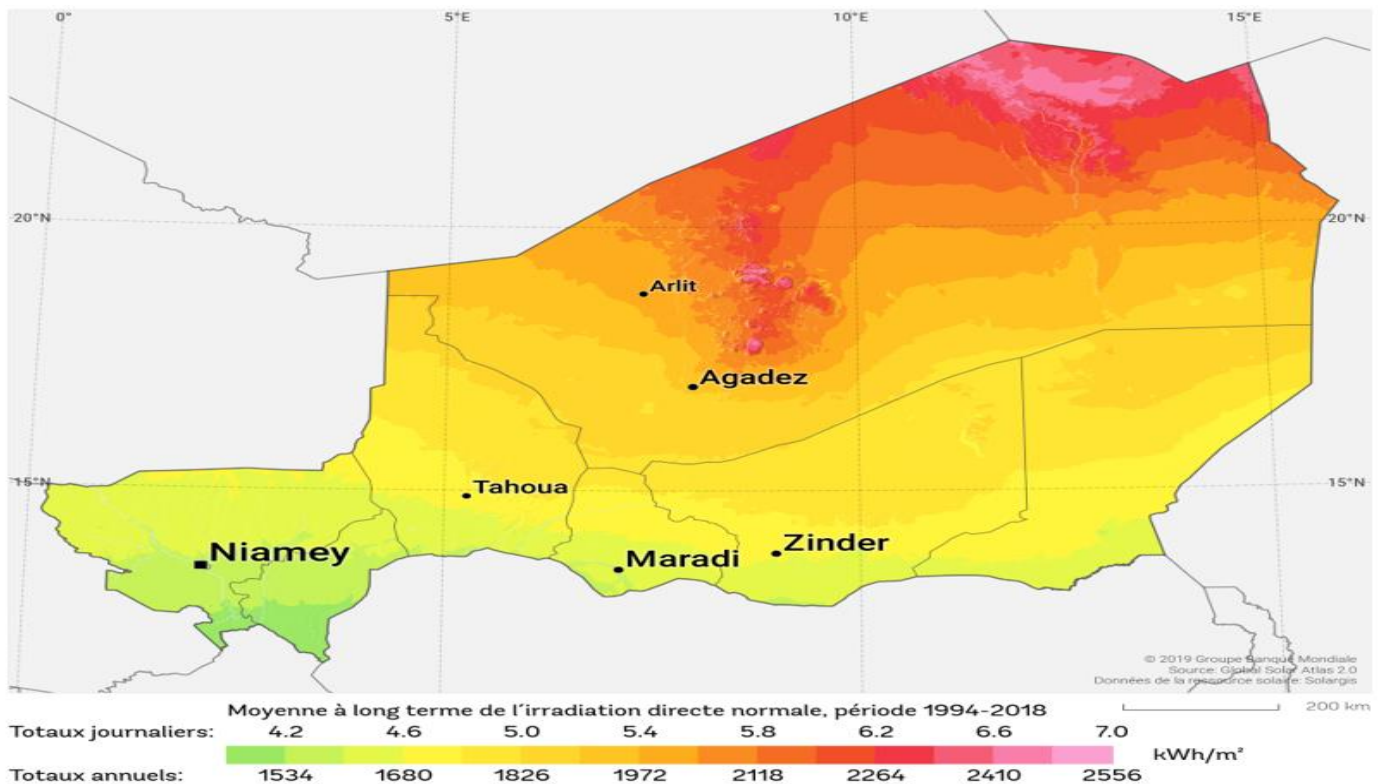 0° 5°E 10°E 15°E
20°N 20°N
Arlit
Agadez
15°N 15°N
Tahoua
Niamey
Maradi
Zinder
© 2019 Groupe Banque Mondiale
Source: Global Solar Atlas 2.0
Données de la ressource solaire: Solargis
Moyenne à long terme de l'irradiation directe normale, période 1994-2018
200 km
Totaux journaliers: 4.2 4.6 5.0 5.4 5.8 6.2 6.6 7.0
kWh/m²
Totaux annuels: 1534 1680 1826 1972 2118 2264 2410 2556